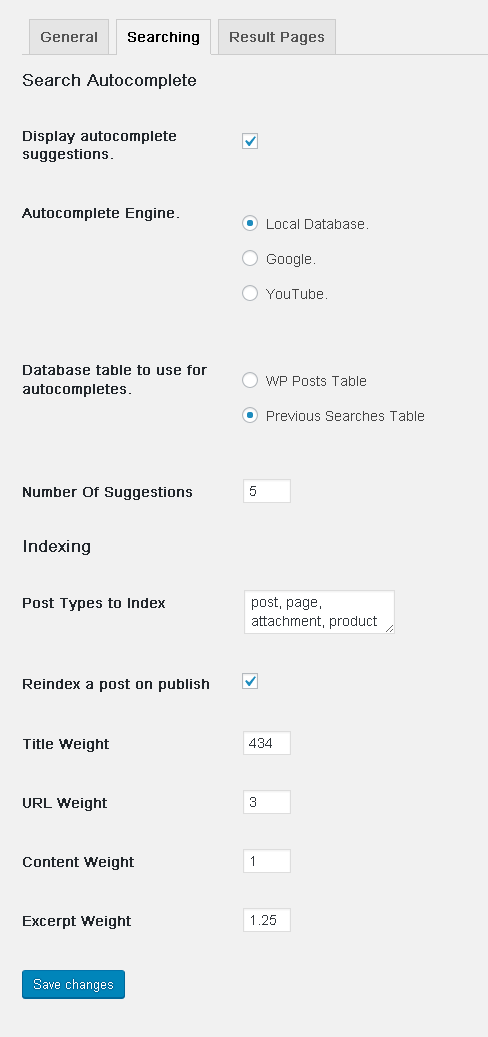 General Searching Result Pages
Search Autocomplete
Display autocomplete
suggestions.
Autocomplete Engine.
Local Database.
Google.
YouTube.
Database table to use for
autocompletes.
WP Posts Table
Previous Searches Table
Number Of Suggestions
5
Indexing
Post Types to Index
post, page,
attachment, product
Reindex a post on publish
Title Weight
434
URL Weight
3
Content Weight
1
Excerpt Weight
1.25
Save changes